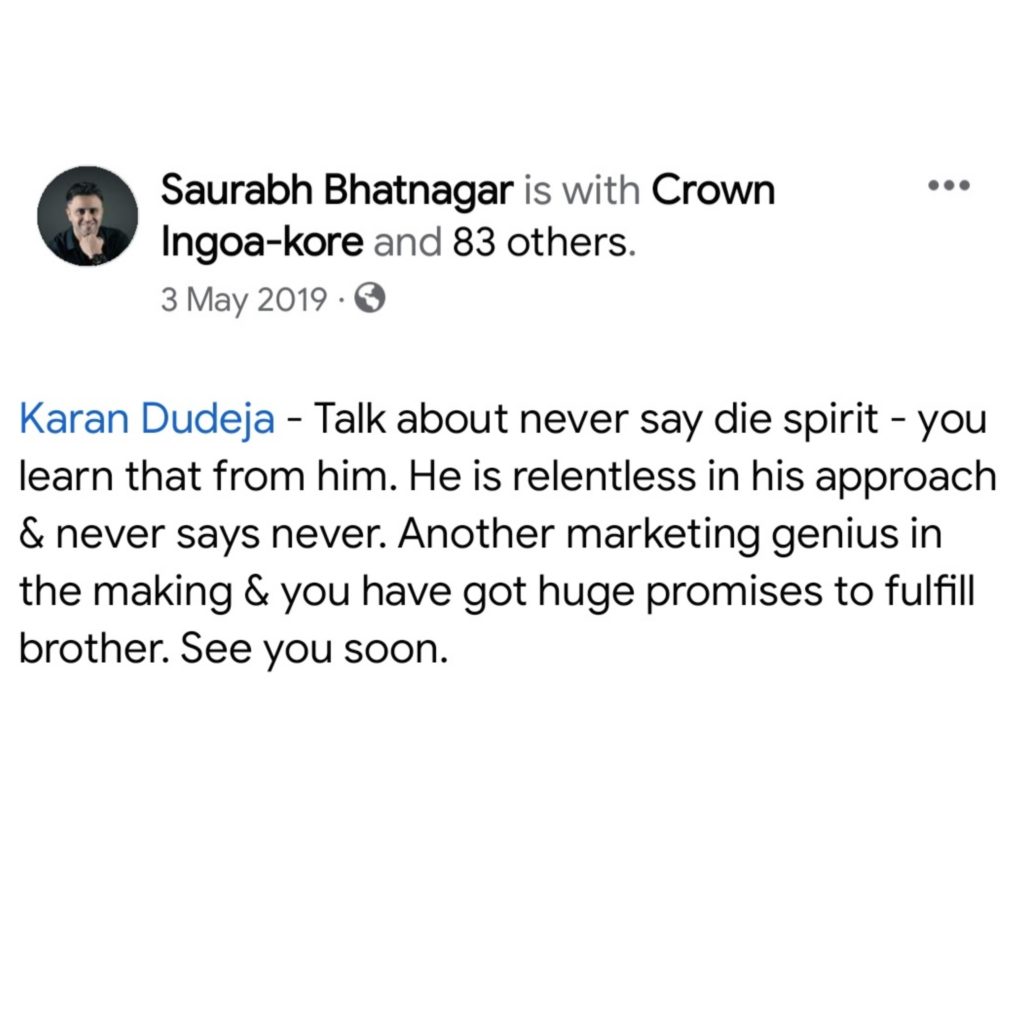 Saurabh Bhatnagar is with Crown
Ingoa-kore and 83 others.
3 May 2019 ·
Karan Dudeja - Talk about never say die spirit - you
learn that from him. He is relentless in his approach
& never says never. Another marketing genius in
the making & you have got huge promises to fulfill
brother. See you soon.